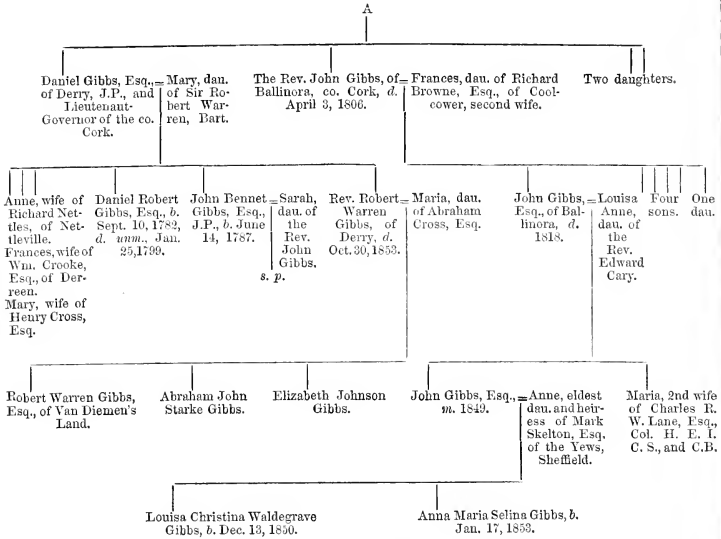 A
Daniel Gibbs, Esq.,
of Derry, J.P., and
Lieutenant-
Governor of the co.
Cork.
= Mary, dau.
of Sir Ro-
bert War-
ren, Bart.
The Rev. John Gibbs, of
Ballinora, co. Cork, d.
April 3, 1806.
= Frances, dau. of Richard
Browne, Esq., of Cool-
cower, second wife.
Two daughters.
Anne, wife of
Richard Net-
tles, of Net-
tleville.
Frances, wife of
Wm. Crooke,
Esq., of Der-
reen.
Mary, wife of
Henry Cross,
Esq.
Daniel Robert
Gibbs, Esq., b.
Sept. 10, 1782,
d. unm., Jan.
25, 1799.
John Bennet
Gibbs, Esq.,
J.P., b. June
14, 1787.
= Sarah,
dau. of
the
Rev.
John
Gibbs.
s. p.
Rev. Robert
Warren
Gibbs, of
Derry, d.
Oct. 30, 1853.
= Maria, dau.
of Abraham
Cross, Esq.
John Gibbs,
Esq., of Bal-
linora, d.
1818.
= Louisa
Anne,
dau. of
the
Rev.
Edward
Cary.
Four
sons.
One
dau.
Robert Warren Gibbs,
Esq., of Van Diemen's
Land.
Abraham John
Starke Gibbs.
Elizabeth Johnson
Gibbs.
John Gibbs, Esq.,
m. 1849.
= Anne, eldest
dau. and heir-
ess of Mark
Skelton, Esq.
of the Yews,
Sheffield.
Maria, 2nd wife
of Charles R.
W. Lane, Esq.,
Col. H. E. I.
C. S., and C.B.
Louisa Christina Waldegrave
Gibbs, b. Dec. 13, 1850.
Anna Maria Selina Gibbs, b.
Jan. 17, 1853.